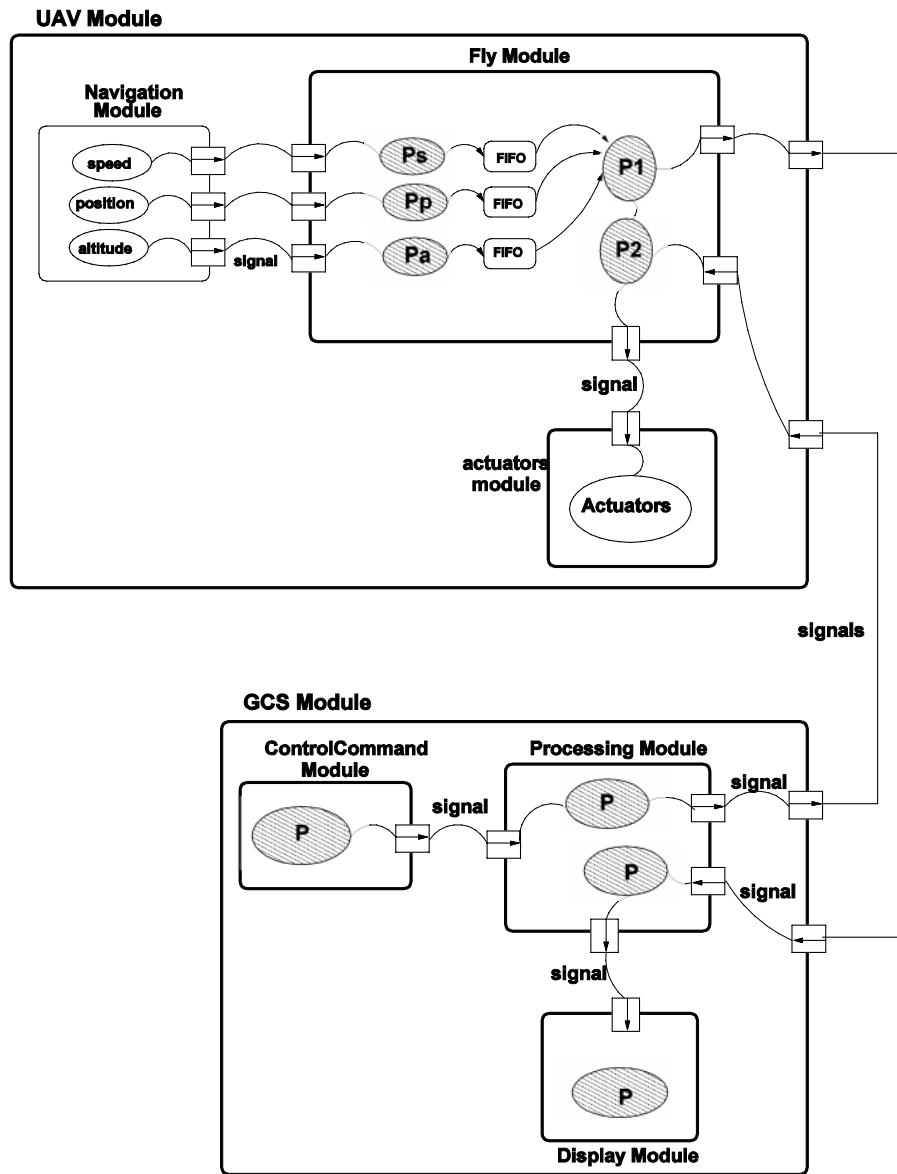 UAV Module
Fly Module
Navigation
Module
speed
position
altitude
signal
Ps
Pp
Pa
FIFO
FIFO
FIFO
P1
P2
signal
actuators
module
Actuators
signals
GCS Module
ControlCommand
Module
P
signal
Processing Module
P
P
signal
signal
signal
P
Display Module